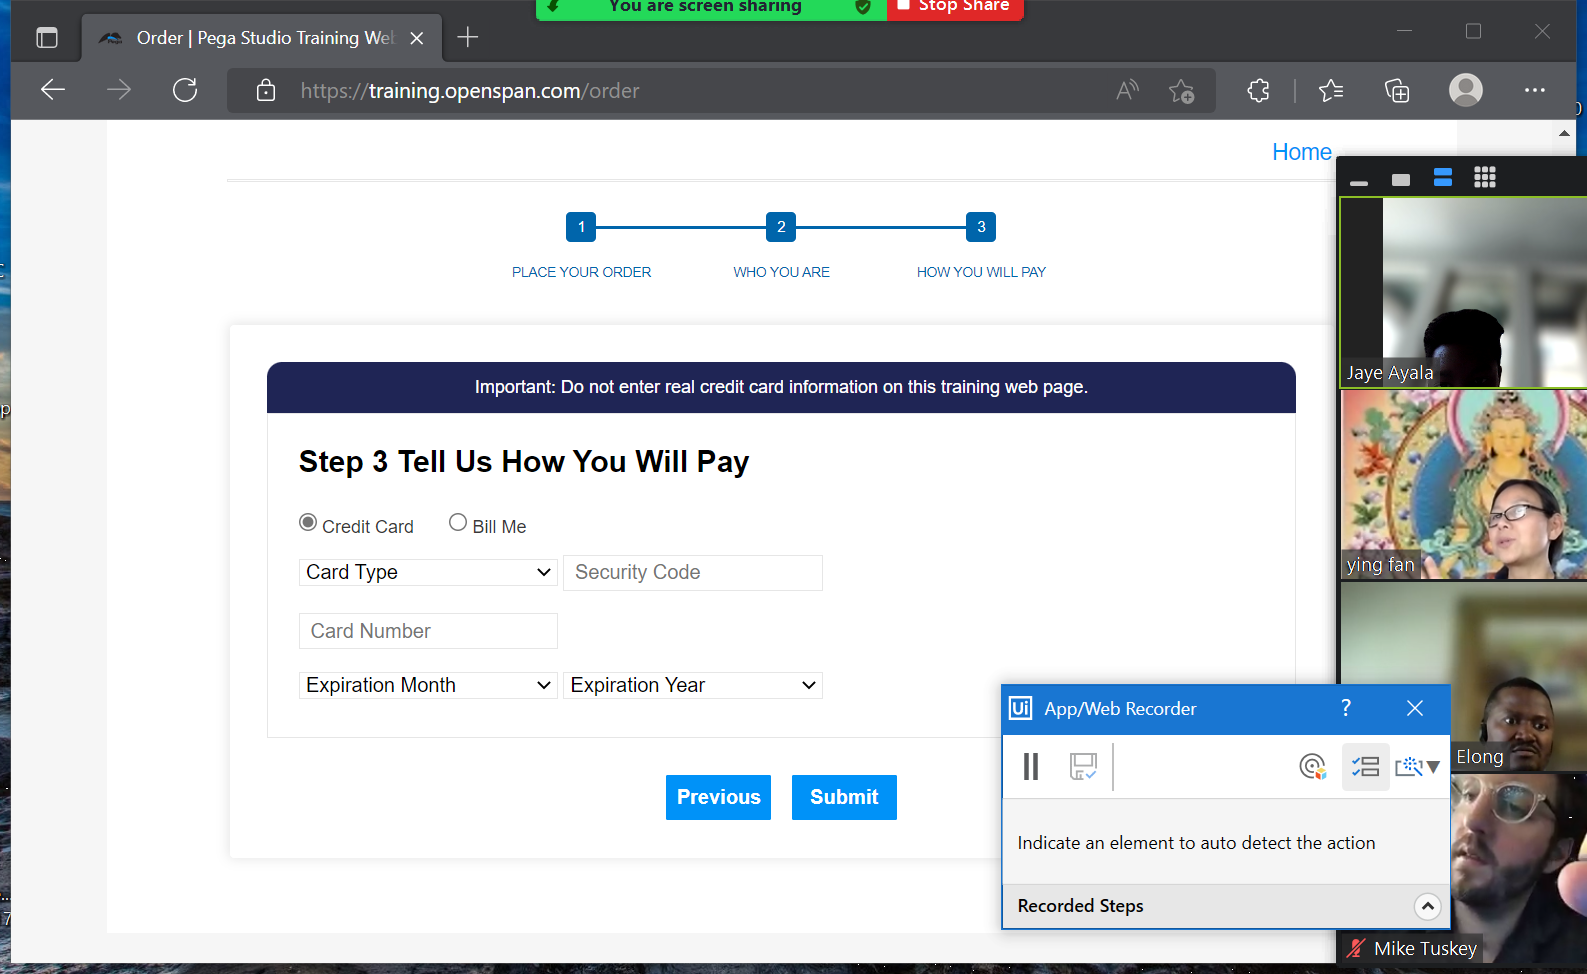 You are screen sharing
Stop Share
Order | Pega Studio Training Web
https://training.openspan.com/order
Home
1
2
3
PLACE YOUR ORDER
WHO YOU ARE
HOW YOU WILL PAY
Important: Do not enter real credit card information on this training web page.
Step 3 Tell Us How You Will Pay
Credit Card
Bill Me
Card Type
Security Code
Card Number
Expiration Month
Expiration Year
Previous
Submit
Jaye Ayala
ying fan
Elong
Mike Tuskey
Ui App/Web Recorder
?
Indicate an element to auto detect the action
Recorded Steps